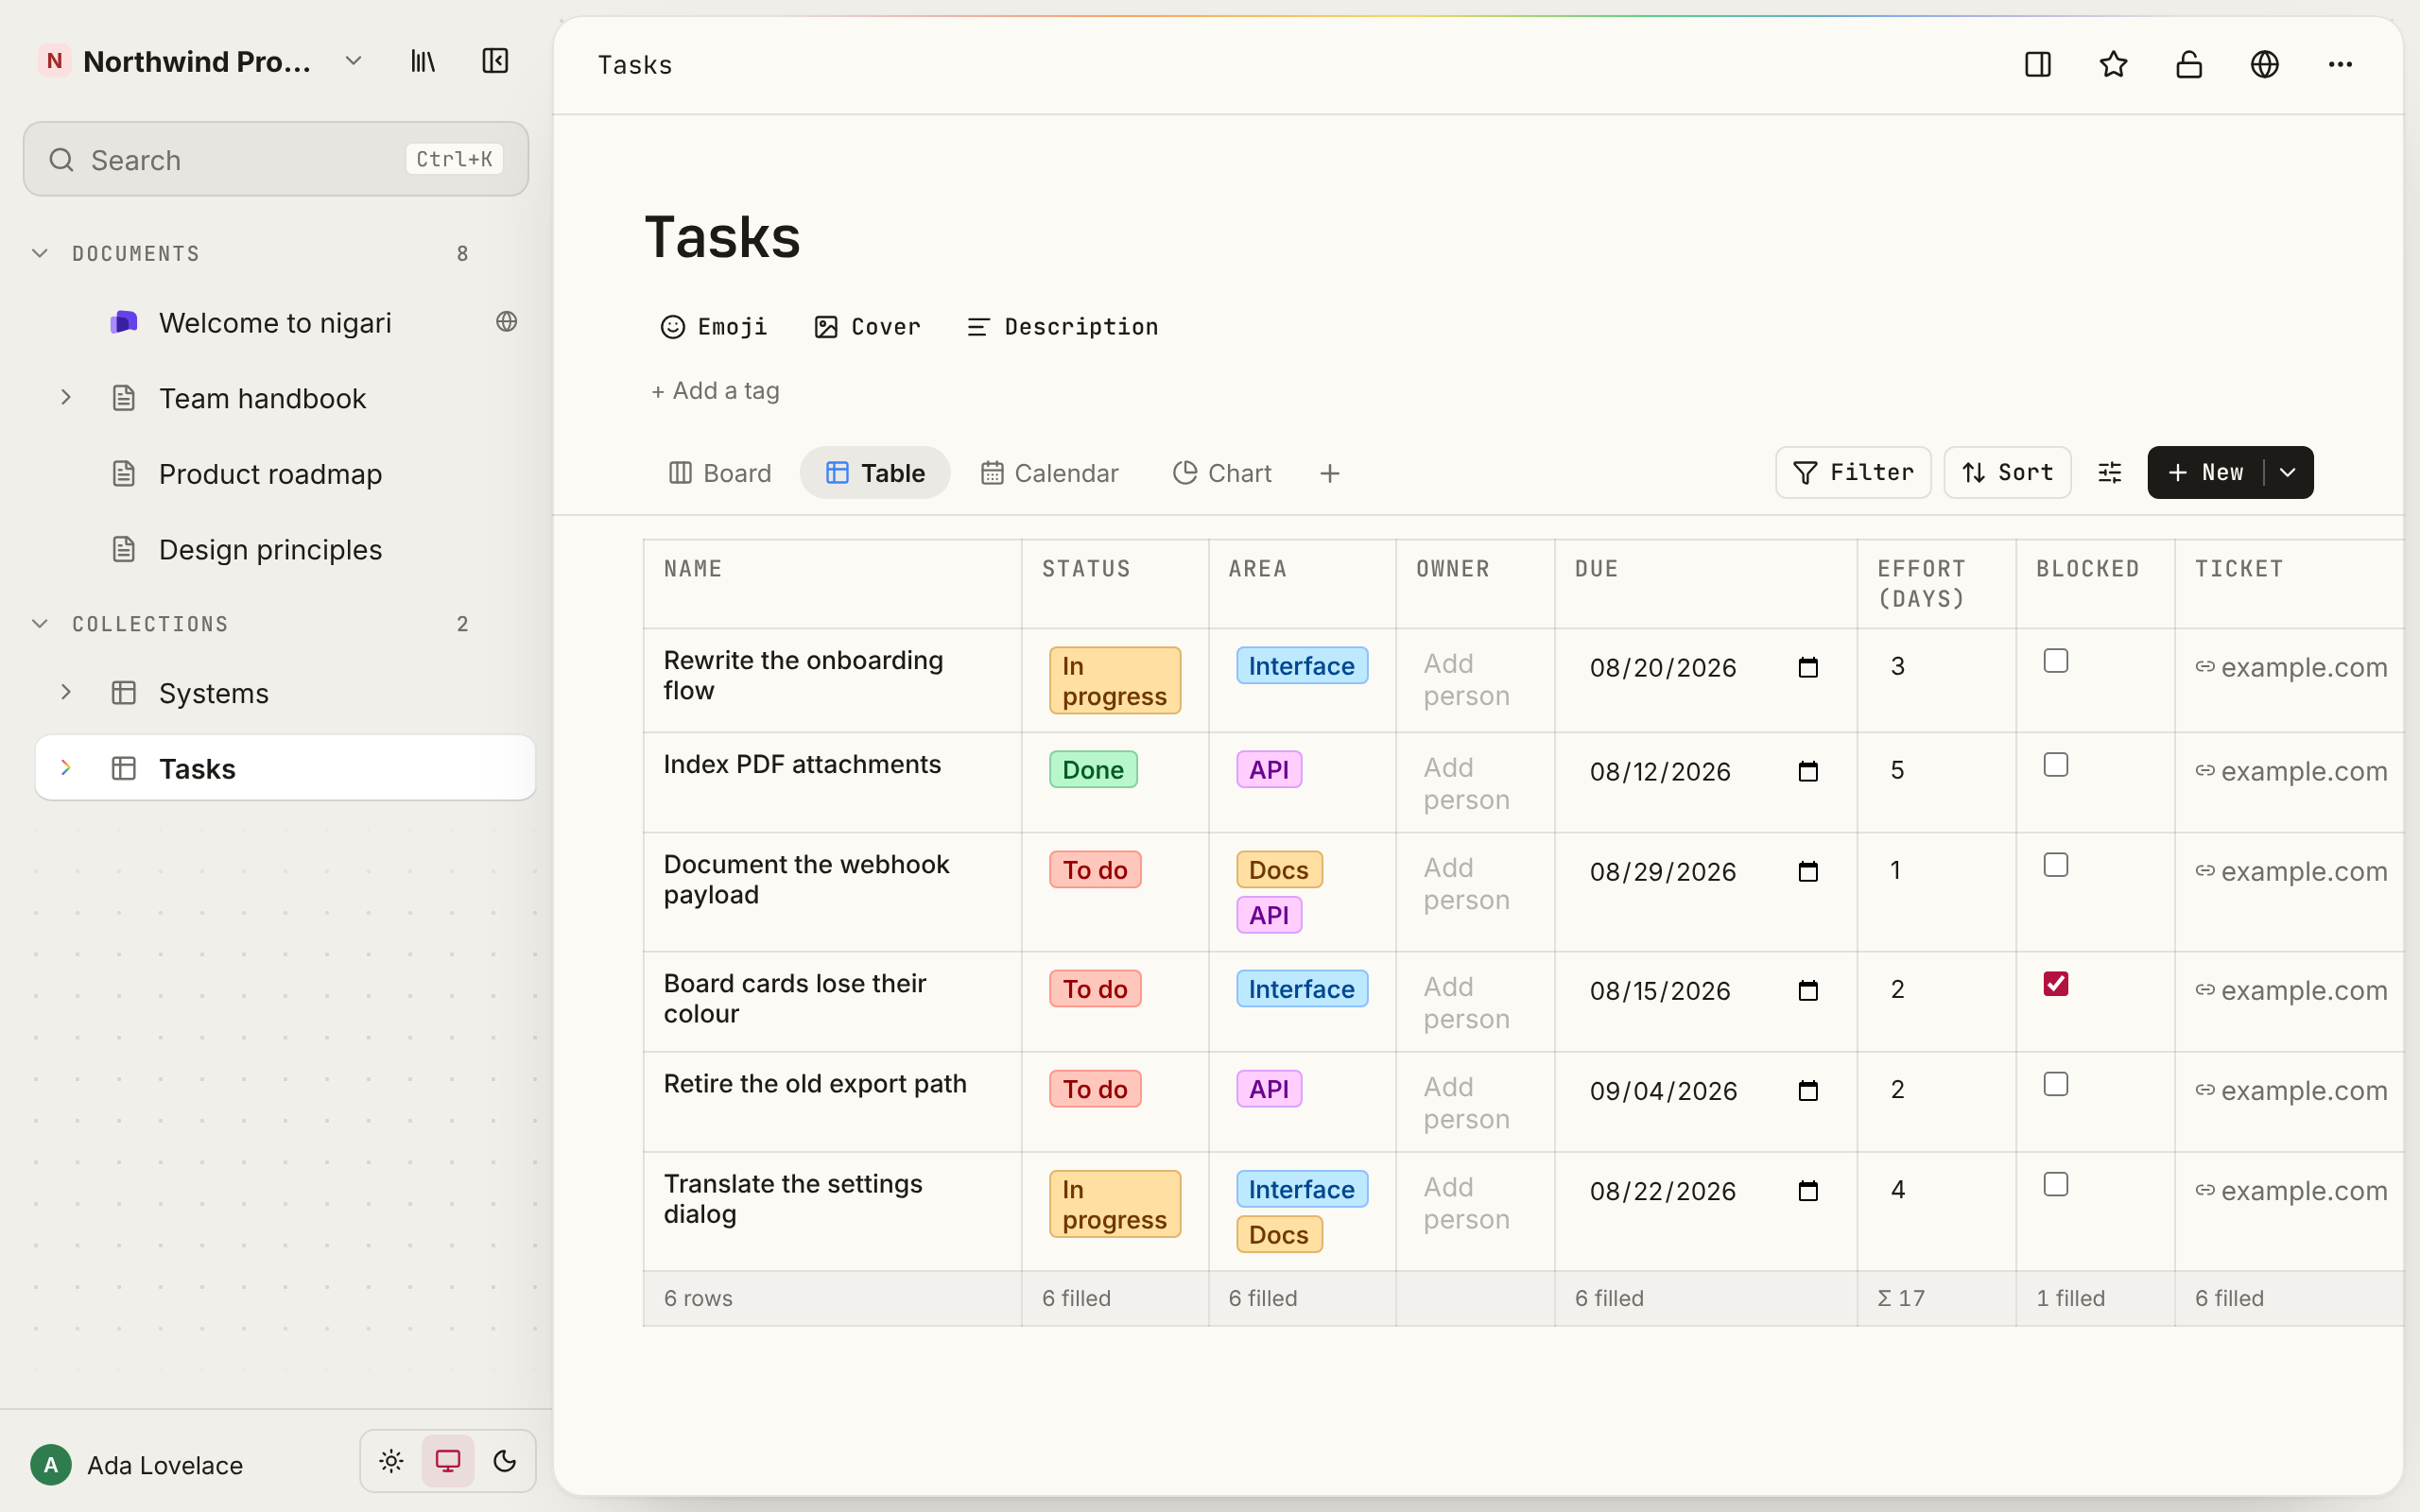 N Northwind Pro...
Search Ctrl+K
DOCUMENTS 8
Welcome to nigari
Team handbook
Product roadmap
Design principles
COLLECTIONS 2
Systems
Tasks
A Ada Lovelace
Tasks
Tasks
Emoji Cover Description
+ Add a tag
Board Table Calendar Chart + Filter Sort + New
NAME STATUS AREA OWNER DUE EFFORT (DAYS) BLOCKED TICKET
Rewrite the onboarding flow In progress Interface Add person 08/20/2026 3 example.com
Index PDF attachments Done API Add person 08/12/2026 5 example.com
Document the webhook payload To do Docs API Add person 08/29/2026 1 example.com
Board cards lose their colour To do Interface Add person 08/15/2026 2 example.com
Retire the old export path To do API Add person 09/04/2026 2 example.com
Translate the settings dialog In progress Interface Docs Add person 08/22/2026 4 example.com
6 rows 6 filled 6 filled 6 filled Σ 17 1 filled 6 filled